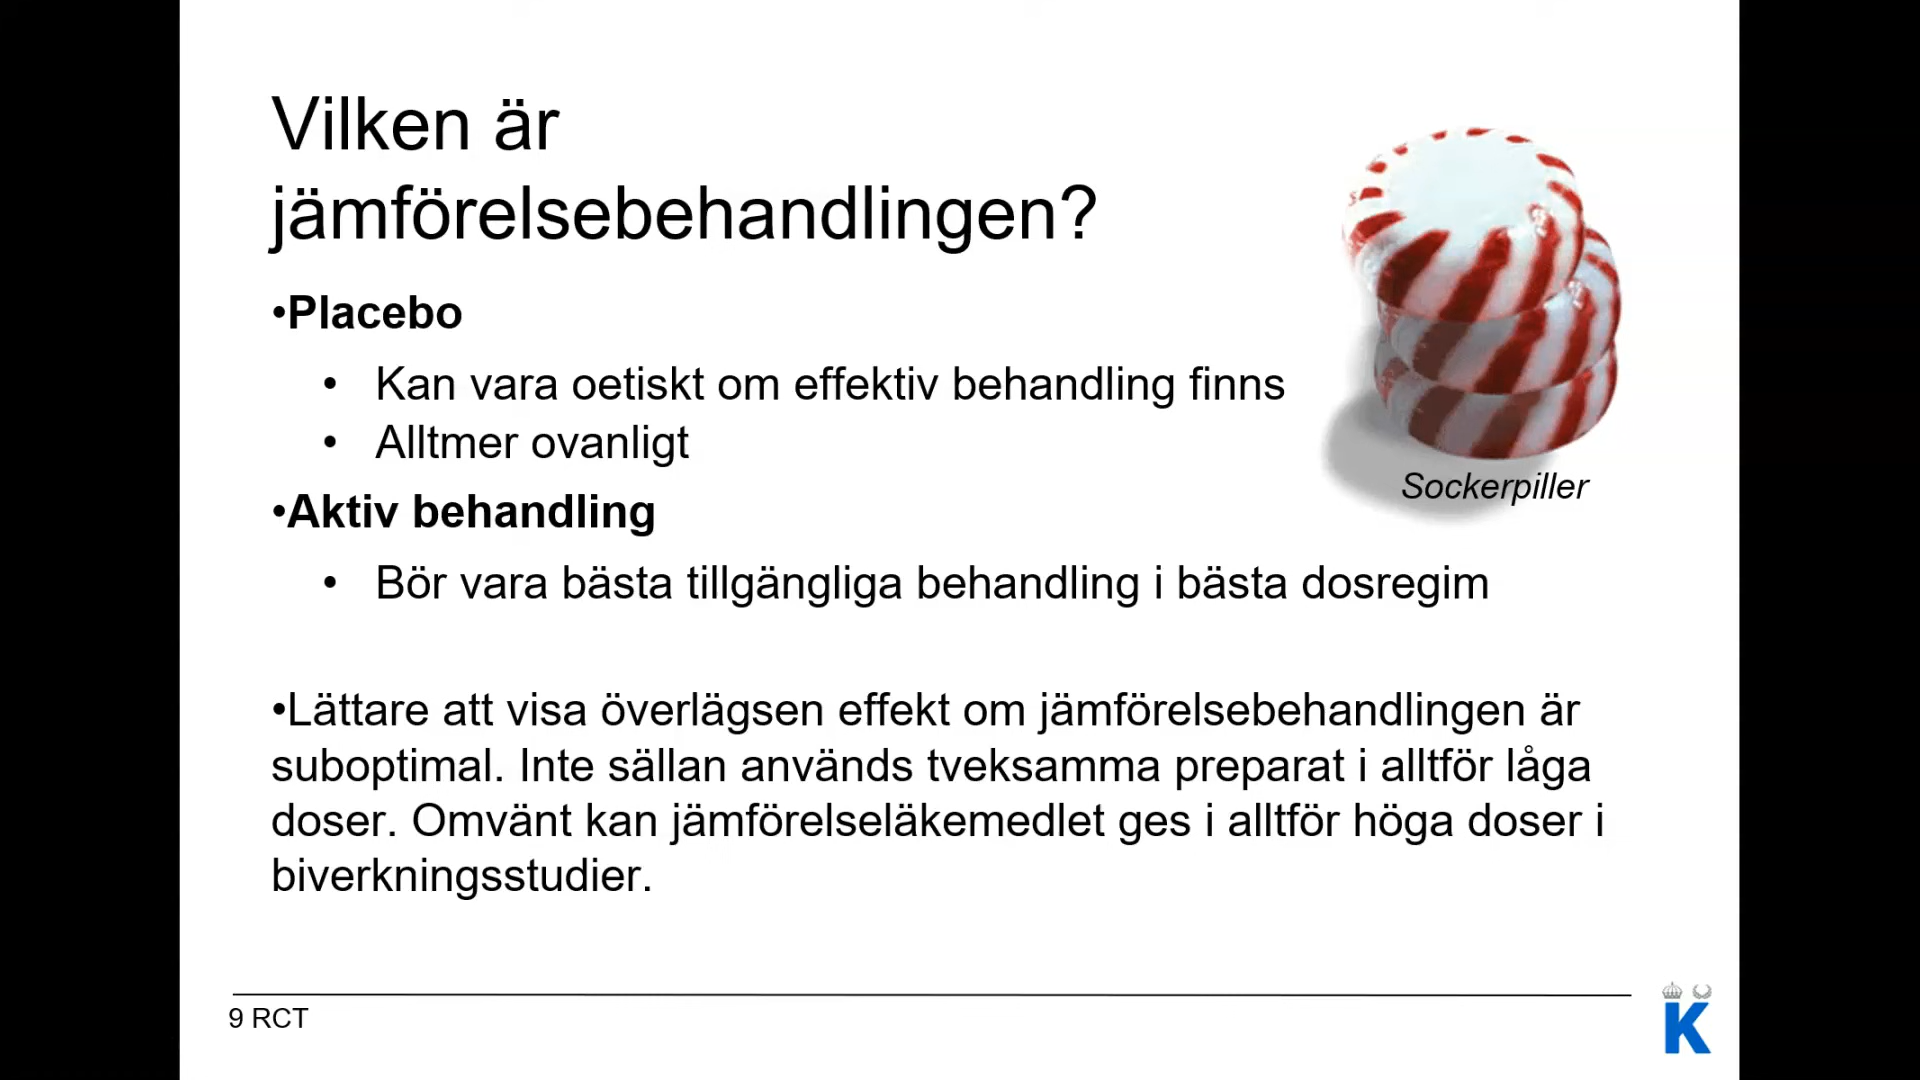 Vilken är
jämförelsebehandlingen?
•Placebo
• Kan vara oetiskt om effektiv behandling finns
• Alltmer ovanligt
Sockerpiller
•Aktiv behandling
• Bör vara bästa tillgängliga behandling i bästa dosregim
•Lättare att visa överlägsen effekt om jämförelsebehandlingen är
suboptimal. Inte sällan används tveksamma preparat i alltför låga
doser. Omvänt kan jämförelseläkemedlet ges i alltför höga doser i
biverkningsstudier.
9 RCT
K